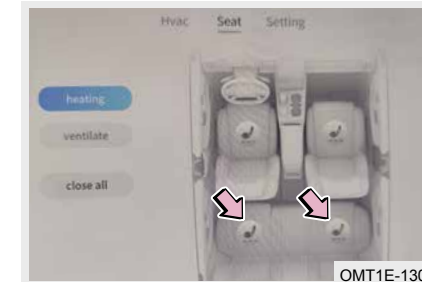 Hvac Seat Setting
heating
ventilate
close all
OMT1E-130